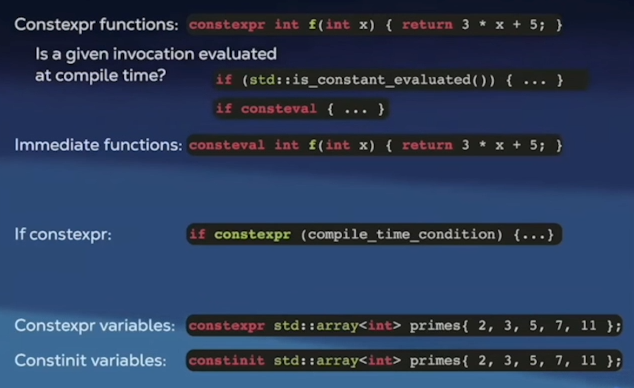 Constexpr functions: constexpr int f(int x) { return 3 * x + 5; }
Is a given invocation evaluated
at compile time?
if (std::is_constant_evaluated()) { ... }
if consteval { ... }
Immediate functions: consteval int f(int x) { return 3 * x + 5; }
If constexpr: if constexpr (compile_time_condition) {...}
Constexpr variables: constexpr std::array<int> primes{ 2, 3, 5, 7, 11 };
Constinit variables: constinit std::array<int> primes{ 2, 3, 5, 7, 11 };